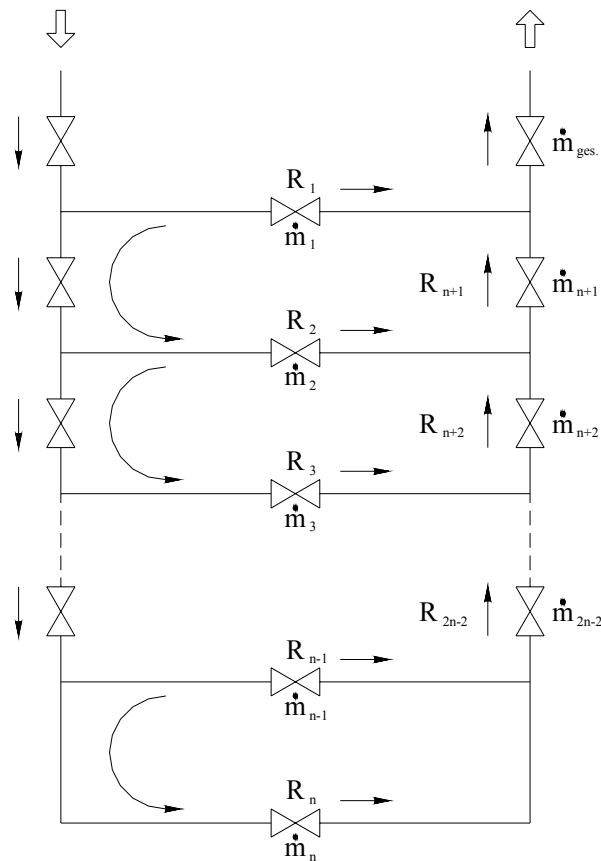 ṁ ges.
R 1
ṁ 1
R n+1
ṁ n+1
R 2
ṁ 2
R n+2
ṁ n+2
R 3
ṁ 3
R 2n-2
ṁ 2n-2
R n-1
ṁ n-1
R n
ṁ n